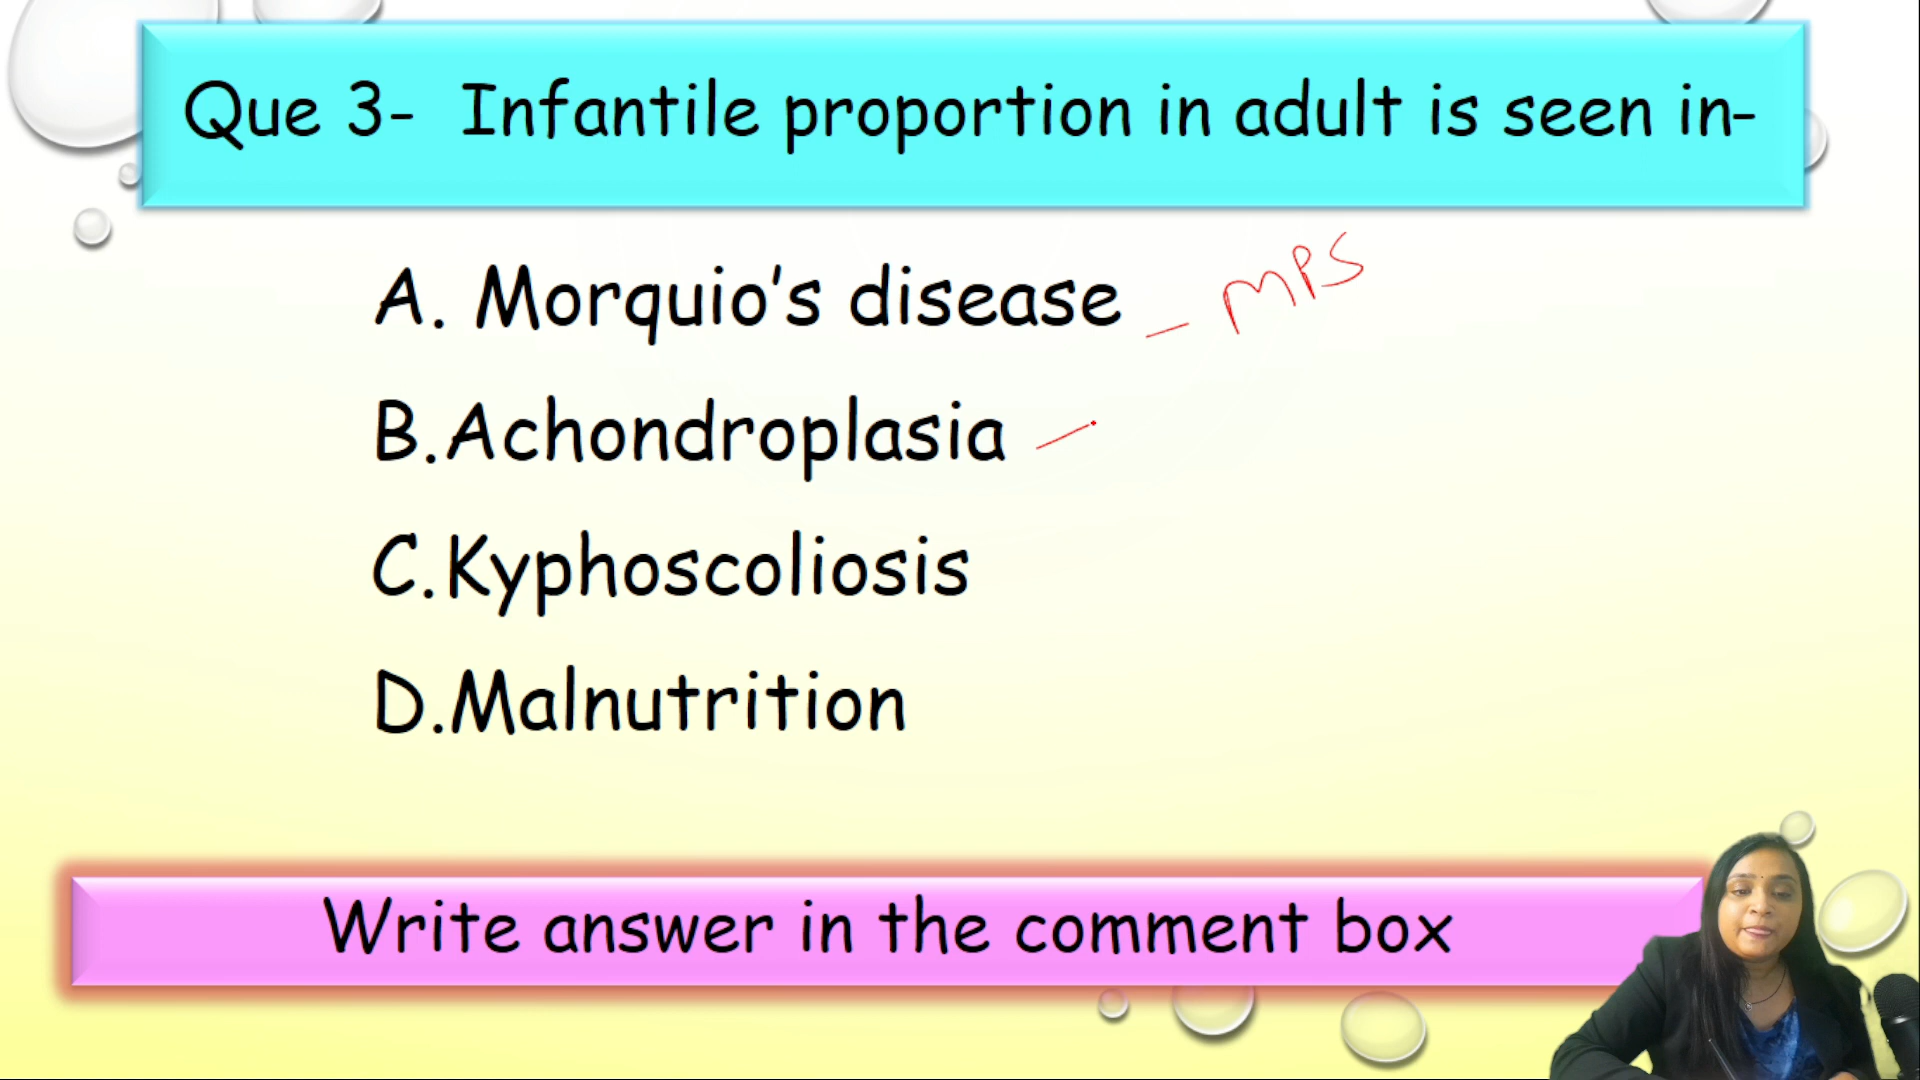 Que 3- Infantile proportion in adult is seen in-
A. Morquio's disease - MPS
B.Achondroplasia -
C.Kyphoscoliosis
D.Malnutrition
Write answer in the comment box